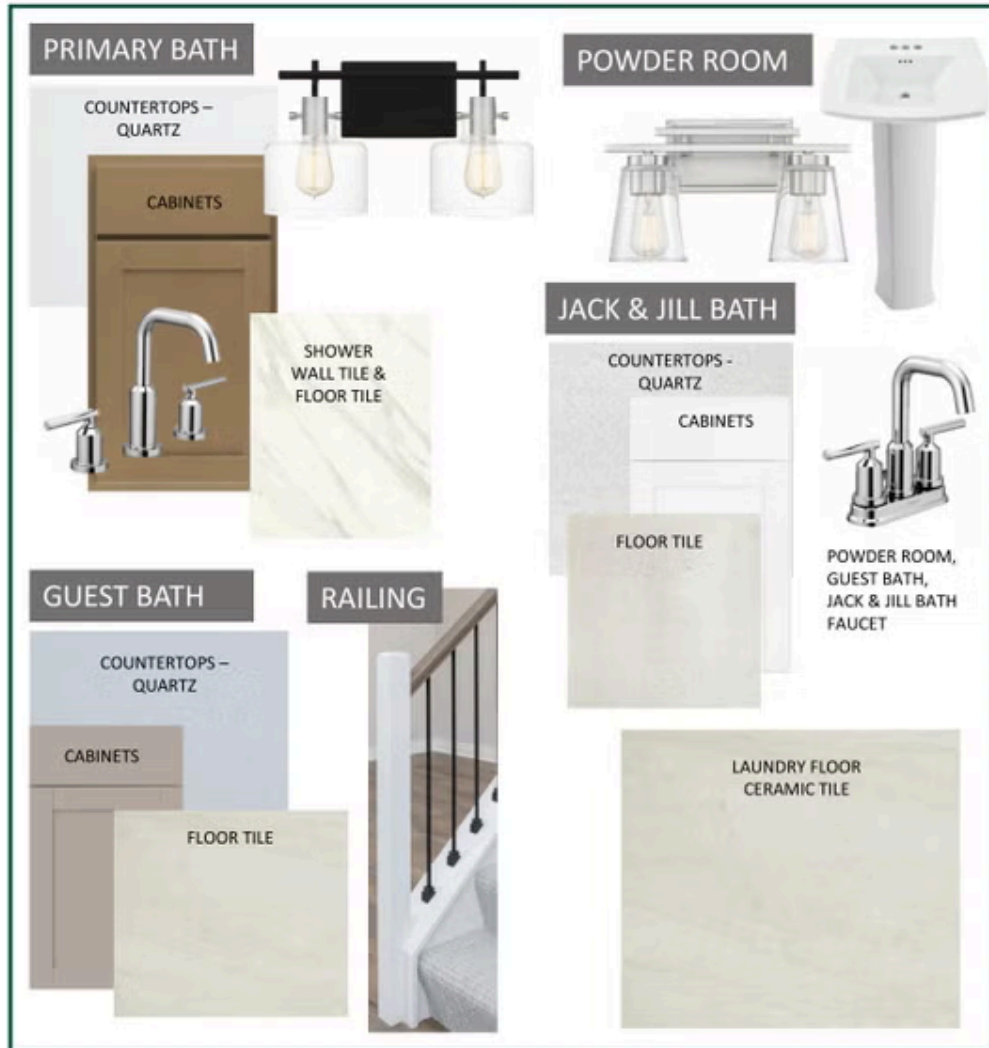 PRIMARY BATH
COUNTERTOPS –
QUARTZ
CABINETS
SHOWER
WALL TILE &
FLOOR TILE
POWDER ROOM
JACK & JILL BATH
COUNTERTOPS -
QUARTZ
CABINETS
FLOOR TILE
POWDER ROOM,
GUEST BATH,
JACK & JILL BATH
FAUCET
GUEST BATH
COUNTERTOPS –
QUARTZ
CABINETS
FLOOR TILE
RAILING
LAUNDRY FLOOR
CERAMIC TILE